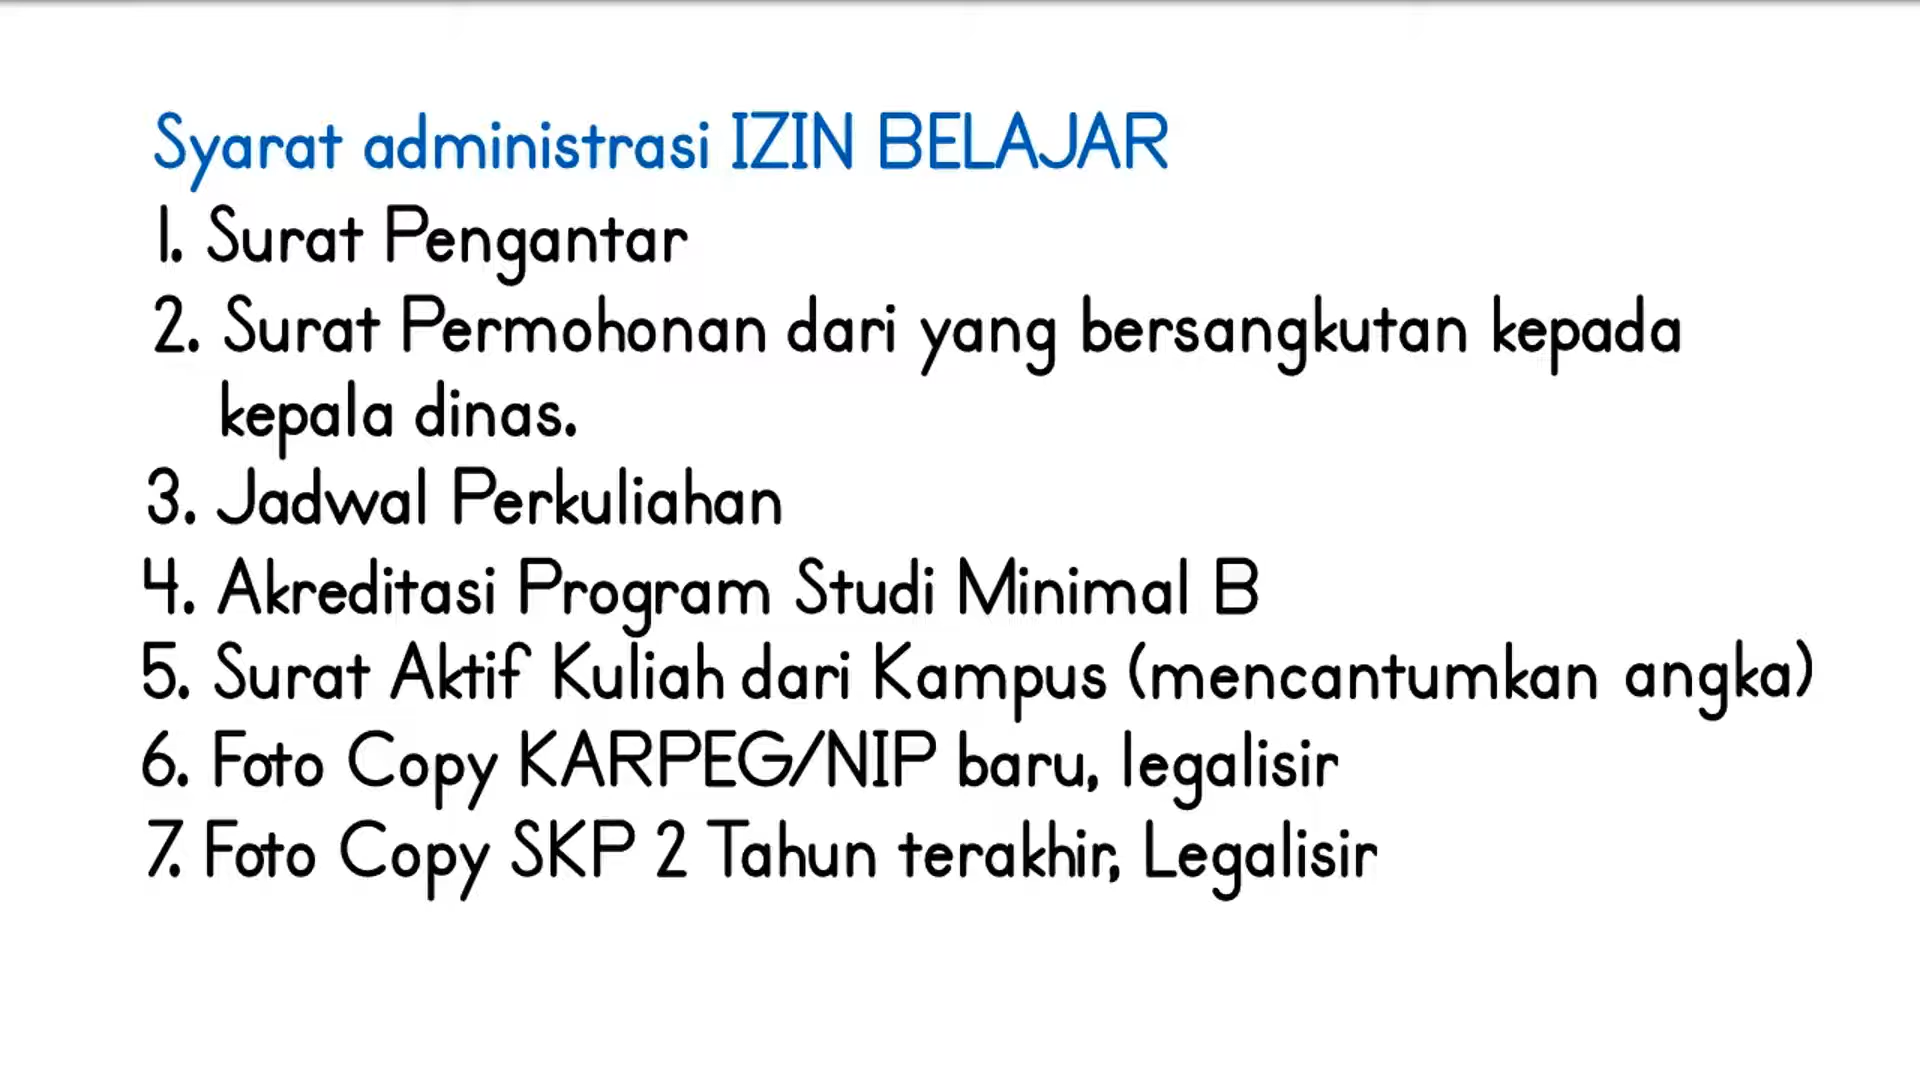 Syarat administrasi IZIN BELAJAR
1. Surat Pengantar
2. Surat Permohonan dari yang bersangkutan kepada
kepala dinas.
3. Jadwal Perkuliahan
4. Akreditasi Program Studi Minimal B
5. Surat Aktif Kuliah dari Kampus (mencantumkan angka)
6. Foto Copy KARPEG/NIP baru, legalisir
7. Foto Copy SKP 2 Tahun terakhir, Legalisir